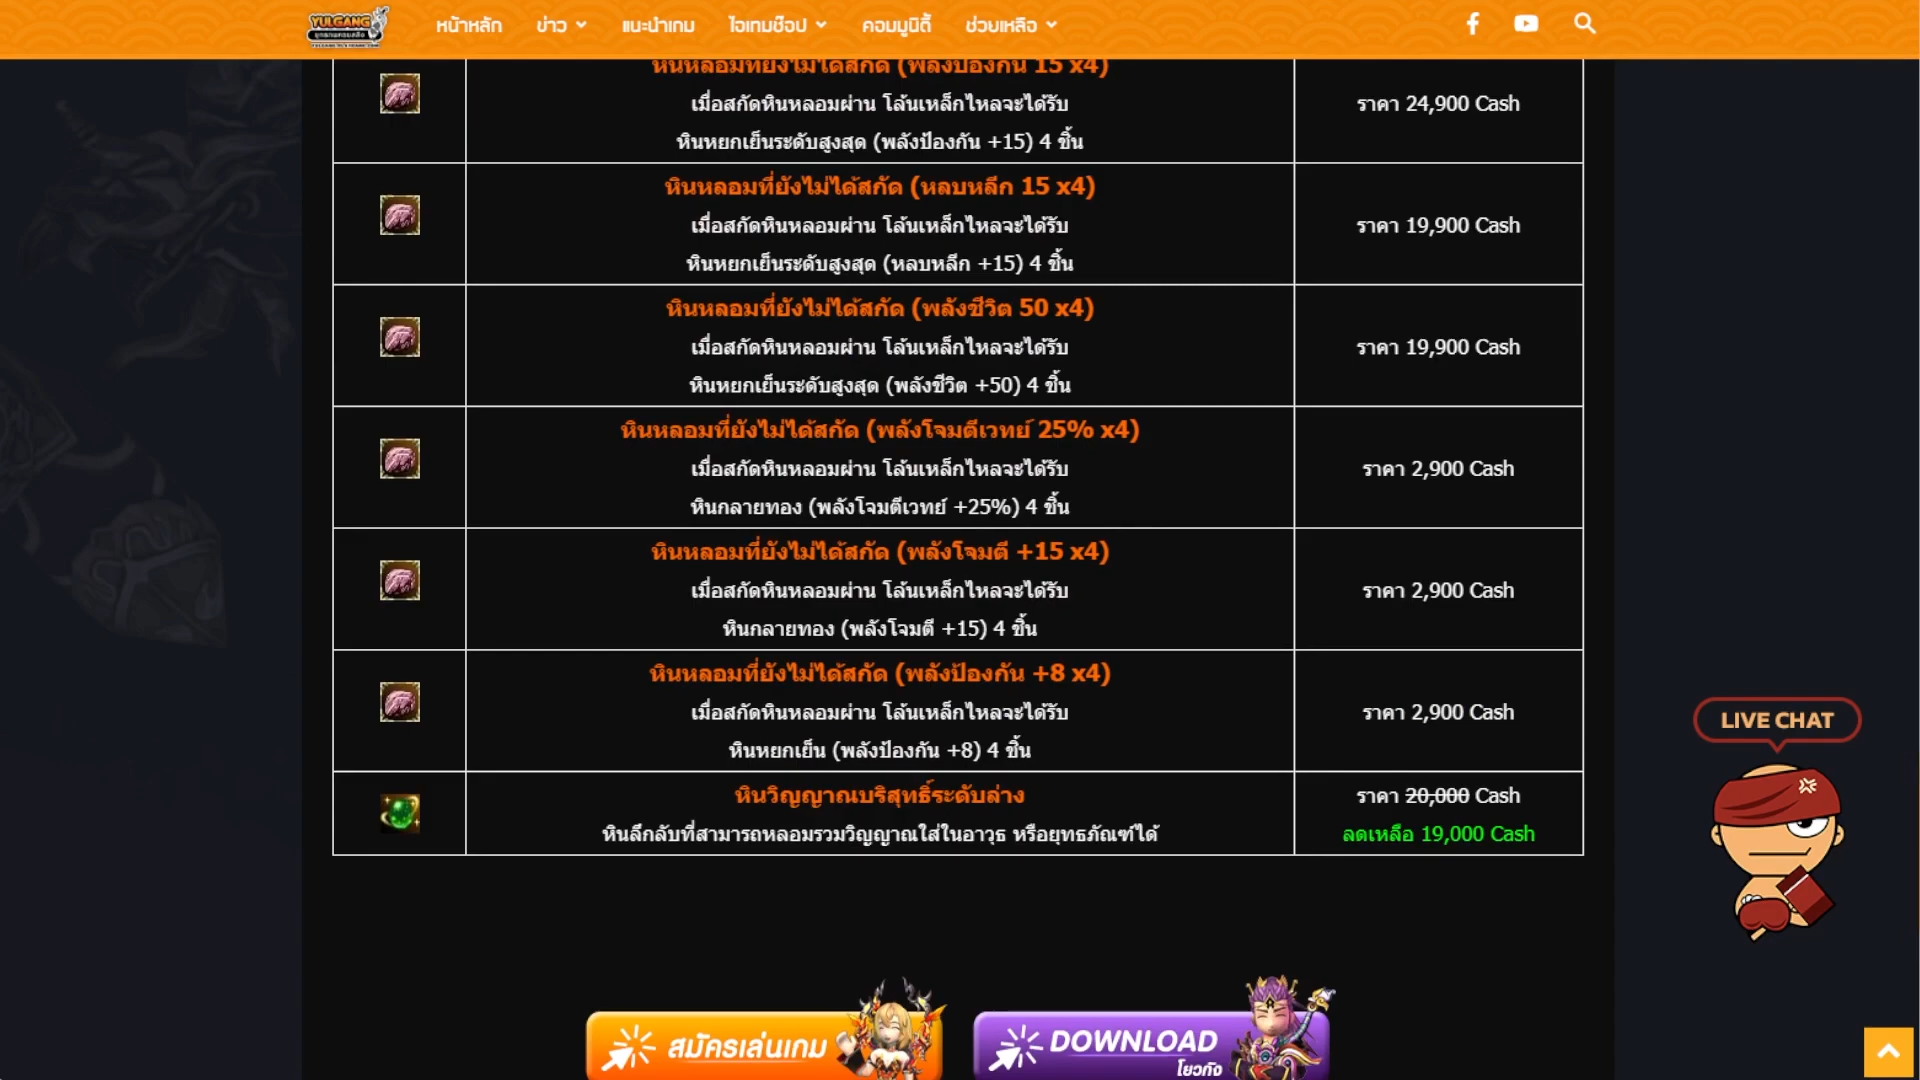 YULGANG
หน้าหลัก
ข่าว
แนะนำเกม
ไอเทมช็อป
คอมมูนิตี้
ช่วยเหลือ
หินหลอมที่ยังไม่ได้สกัด (พลังป้องกัน 15 x4)
เมื่อสกัดหินหลอมผ่าน โล้นเหล็กไหลจะได้รับ
หินหยกเย็นระดับสูงสุด (พลังป้องกัน +15) 4 ชิ้น
ราคา 24,900 Cash
หินหลอมที่ยังไม่ได้สกัด (หลบหลีก 15 x4)
เมื่อสกัดหินหลอมผ่าน โล้นเหล็กไหลจะได้รับ
หินหยกเย็นระดับสูงสุด (หลบหลีก +15) 4 ชิ้น
ราคา 19,900 Cash
หินหลอมที่ยังไม่ได้สกัด (พลังชีวิต 50 x4)
เมื่อสกัดหินหลอมผ่าน โล้นเหล็กไหลจะได้รับ
หินหยกเย็นระดับสูงสุด (พลังชีวิต +50) 4 ชิ้น
ราคา 19,900 Cash
หินหลอมที่ยังไม่ได้สกัด (พลังโจมตีเวทย์ 25% x4)
เมื่อสกัดหินหลอมผ่าน โล้นเหล็กไหลจะได้รับ
หินกลายทอง (พลังโจมตีเวทย์ +25%) 4 ชิ้น
ราคา 2,900 Cash
หินหลอมที่ยังไม่ได้สกัด (พลังโจมตี +15 x4)
เมื่อสกัดหินหลอมผ่าน โล้นเหล็กไหลจะได้รับ
หินกลายทอง (พลังโจมตี +15) 4 ชิ้น
ราคา 2,900 Cash
หินหลอมที่ยังไม่ได้สกัด (พลังป้องกัน +8 x4)
เมื่อสกัดหินหลอมผ่าน โล้นเหล็กไหลจะได้รับ
หินหยกเย็น (พลังป้องกัน +8) 4 ชิ้น
ราคา 2,900 Cash
หินวิญญาณบริสุทธิ์ระดับล่าง
หินลึกลับที่สามารถหลอมรวมวิญญาณใส่ในอาวุธ หรือยุทธภัณฑ์ได้
ราคา 20,000 Cash
ลดเหลือ 19,000 Cash
LIVE CHAT
สมัครเล่นเกม
DOWNLOAD
โยวกัง